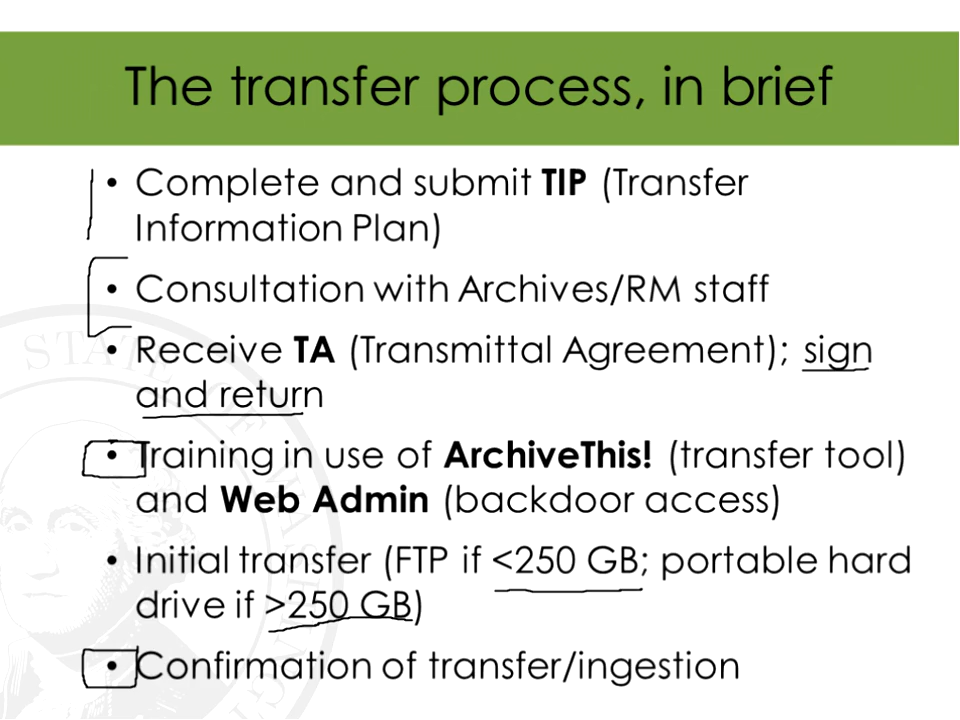 The transfer process, in brief
• Complete and submit TIP (Transfer
Information Plan)
• Consultation with Archives/RM staff
• Receive TA (Transmittal Agreement); sign
and return
• Training in use of ArchiveThis! (transfer tool)
and Web Admin (backdoor access)
• Initial transfer (FTP if <250 GB; portable hard
drive if >250 GB)
• Confirmation of transfer/ingestion